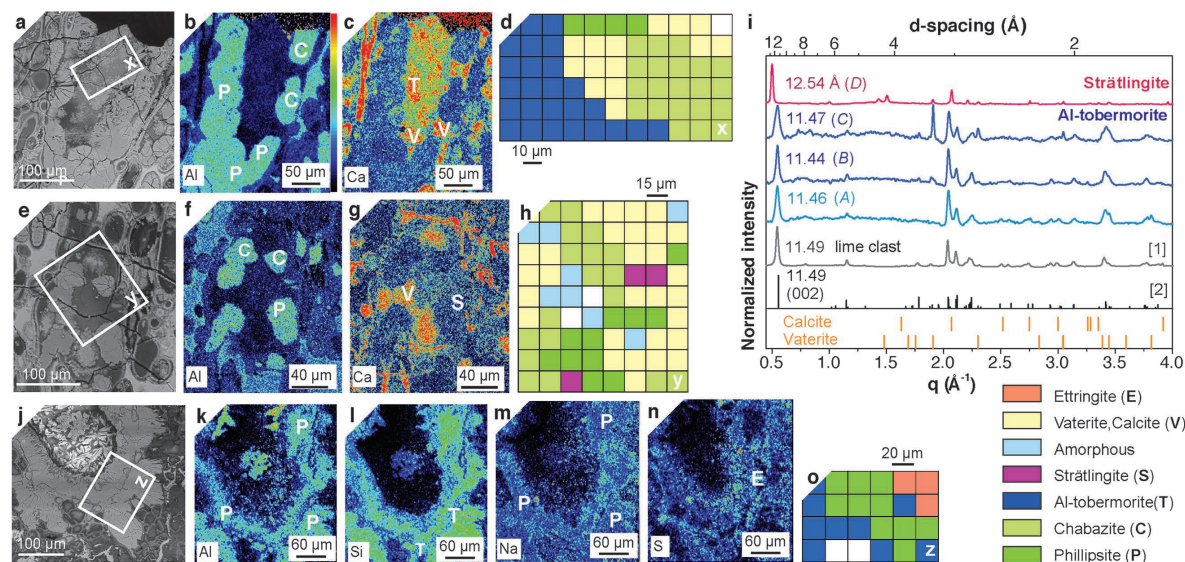 a
x
100 µm
b
C
P
C
P
P
Al
50 µm
c
T
V
V
Ca
50 µm
d
x
10 µm
e
y
100 µm
f
C
C
P
Al
40 µm
g
V
S
Ca
40 µm
15 µm
h
y
i
d-spacing (Å)
12 8 6 4 2
12.54 Å (D) Strätlingite
11.47 (C) Al-tobermorite
11.44 (B)
11.46 (A)
11.49 lime clast [1]
11.49
(002) [2]
Calcite
Vaterite
Normalized intensity
0.5 1.0 1.5 2.0 2.5 3.0 3.5 4.0
q (Å⁻¹)
j
z
100 µm
k
P
P
P
Al
60 µm
l
T
T
Si
60 µm
m
P
P
Na
60 µm
n
E
S
60 µm
o
20 µm
z
Ettringite (E)
Vaterite,Calcite (V)
Amorphous
Strätlingite (S)
Al-tobermorite(T)
Chabazite (C)
Phillipsite (P)